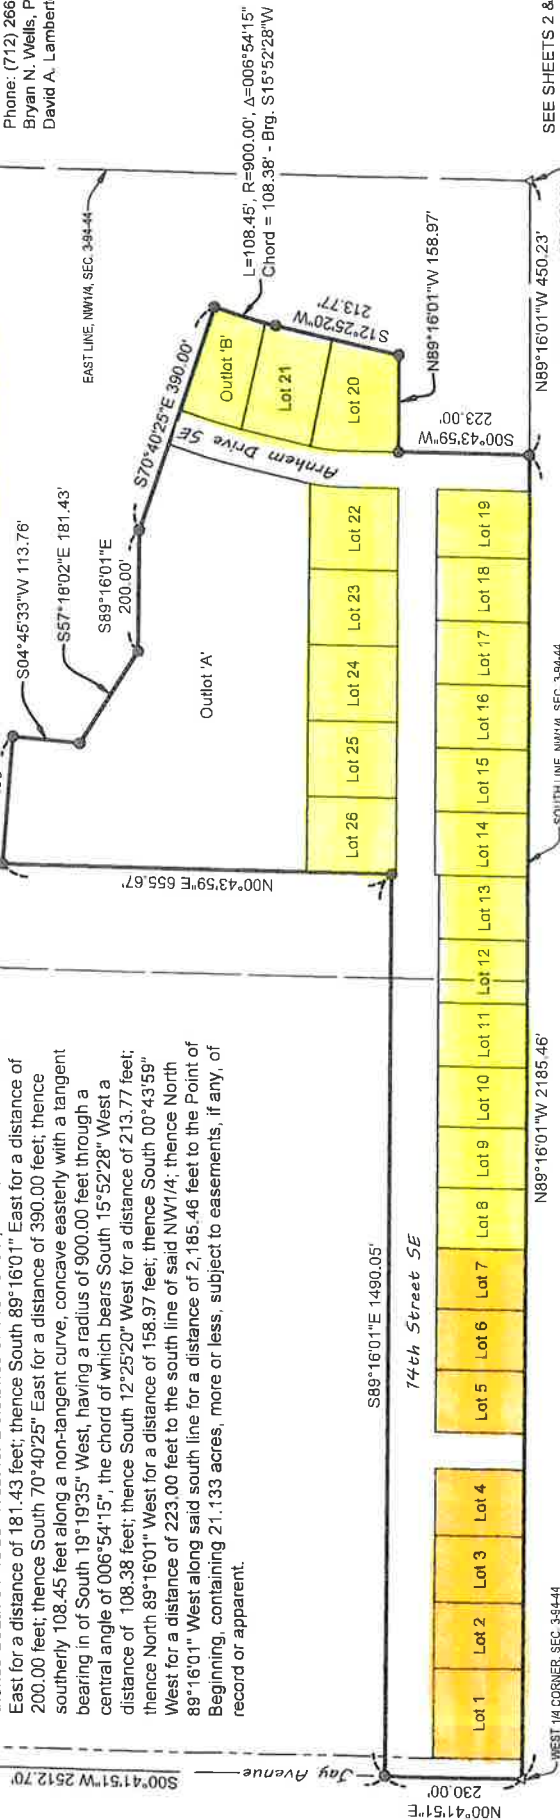 Phone: (712) 266
Bryan N. Wells, P
David A. Lambert
East for a distance of 181.43 feet; thence South 89°16'01" East for a distance of
200.00 feet; thence South 70°40'25" East for a distance of 390.00 feet; thence
southerly 108.45 feet along a non-tangent curve, concave easterly with a tangent
bearing in of South 19°19'35" West, having a radius of 900.00 feet through a
central angle of 006°54'15", the chord of which bears South 15°52'28" West a
distance of 108.38 feet; thence South 12°25'20" West for a distance of 213.77 feet;
thence North 89°16'01" West for a distance of 158.97 feet; thence South 00°43'59"
West for a distance of 223.00 feet to the south line of said NW1/4; thence North
89°16'01" West along said south line for a distance of 2,185.46 feet to the Point of
Beginning, containing 21.133 acres, more or less, subject to easements, if any, of
record or apparent.
S00°41'51"W 2512.70'
Jay Avenue
N00°41'51"E
230.00'
WEST 1/4 CORNER, SEC. 3-94-44
S89°16'01"E 1490.05'
74th Street SE
N00°43'59"E 655.67'
S04°45'33"W 113.76'
S57°18'02"E 181.43'
S89°16'01"E
200.00'
S70°40'25"E 390.00'
EAST LINE, NW1/4, SEC. 3-94-44
L=108.45', R=900.00', Δ=006°54'15"
Chord = 108.38' - Brg. S15°52'28"W
S12°25'20"W
213.77'
N89°16'01"W 158.97'
S00°43'59"W
223.00'
Arnhem Drive SE
Outlot 'A'
Outlot 'B'
Lot 21
Lot 20
Lot 26
Lot 25
Lot 24
Lot 23
Lot 22
Lot 1
Lot 2
Lot 3
Lot 4
Lot 5
Lot 6
Lot 7
Lot 8
Lot 9
Lot 10
Lot 11
Lot 12
Lot 13
Lot 14
Lot 15
Lot 16
Lot 17
Lot 18
Lot 19
N89°16'01"W 2185.46'
SOUTH LINE, NW1/4, SEC. 3-94-44
N89°16'01"W 450.23'
SEE SHEETS 2 &